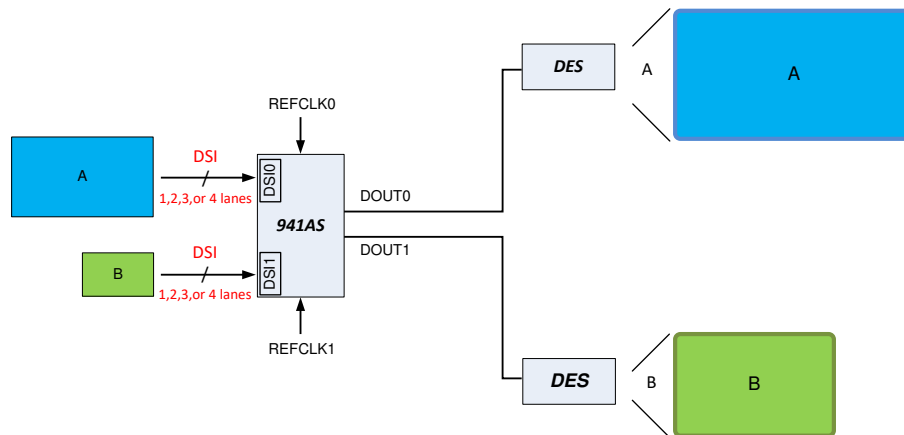 REFCLK0
A
DSI
1,2,3,or 4 lanes
DSI0
941AS
DOUT0
DES
A
A
B
DSI
1,2,3,or 4 lanes
DSI1
DOUT1
REFCLK1
DES
B
B